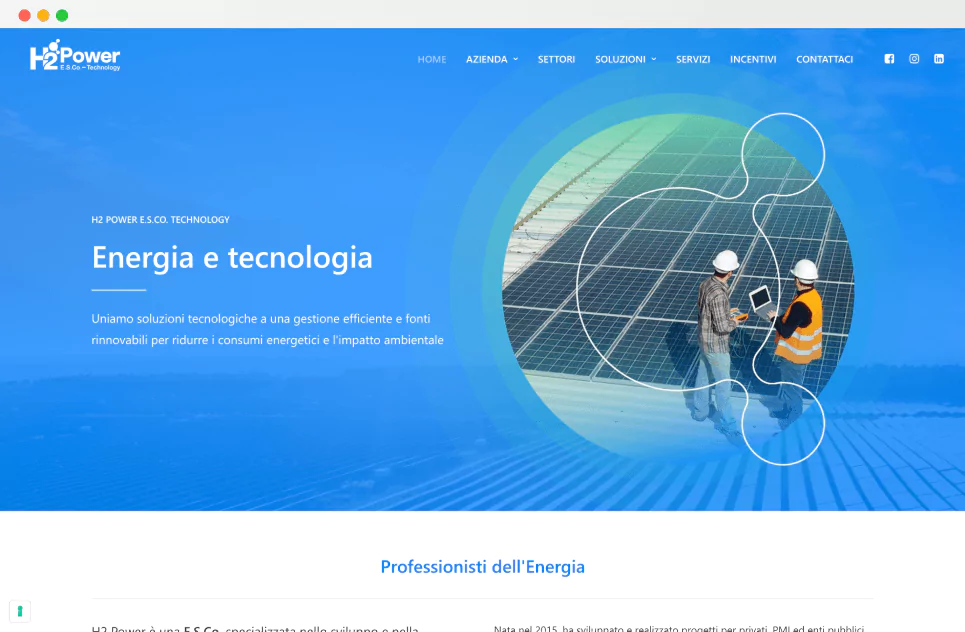 H2Power
E.S.Co. – Technology
HOME AZIENDA SETTORI SOLUZIONI SERVIZI INCENTIVI CONTATTACI
H2 POWER E.S.CO. TECHNOLOGY
Energia e tecnologia
Uniamo soluzioni tecnologiche a una gestione efficiente e fonti
rinnovabili per ridurre i consumi energetici e l'impatto ambientale
Professionisti dell'Energia
H2 Power è una E.S.Co. specializzata nello sviluppo e nella
Nata nel 2015, ha sviluppato e realizzato progetti per privati, PMI ed enti pubblici